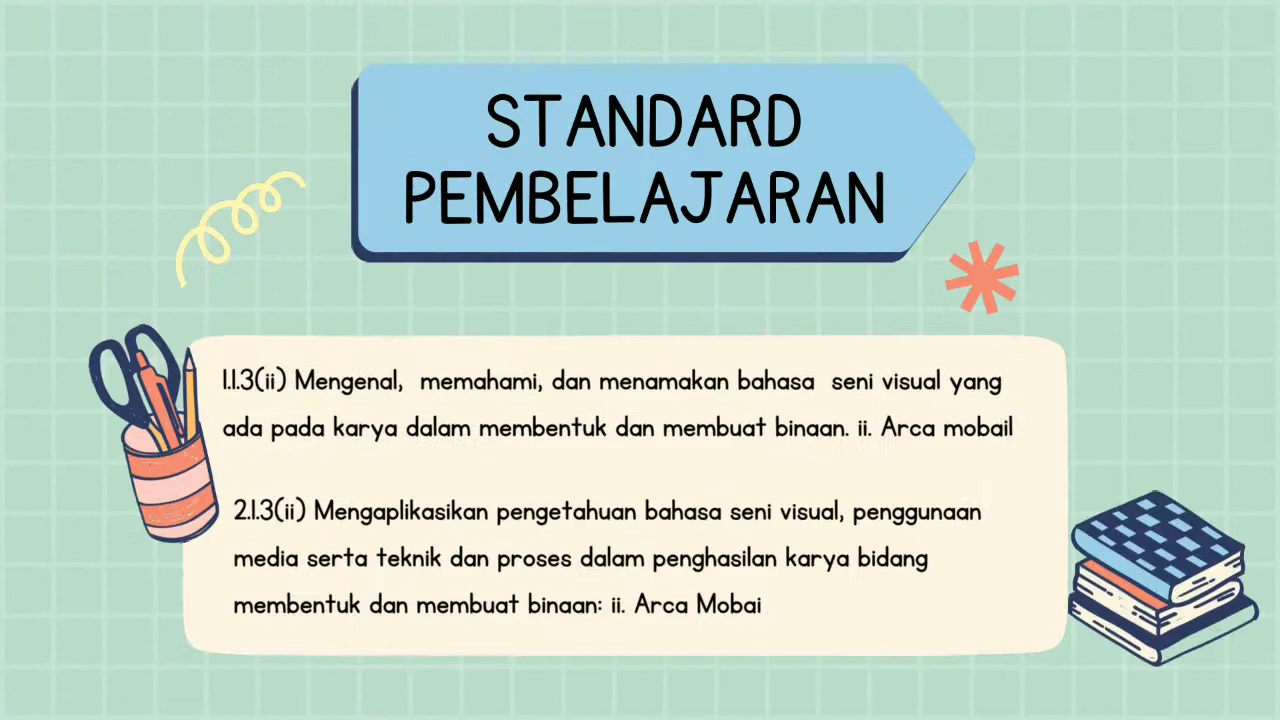 STANDARD
PEMBELAJARAN
1.1.3(ii) Mengenal, memahami, dan menamakan bahasa seni visual yang
ada pada karya dalam membentuk dan membuat binaan. ii. Arca mobail
2.1.3(ii) Mengaplikasikan pengetahuan bahasa seni visual, penggunaan
media serta teknik dan proses dalam penghasilan karya bidang
membentuk dan membuat binaan: ii. Arca Mobai